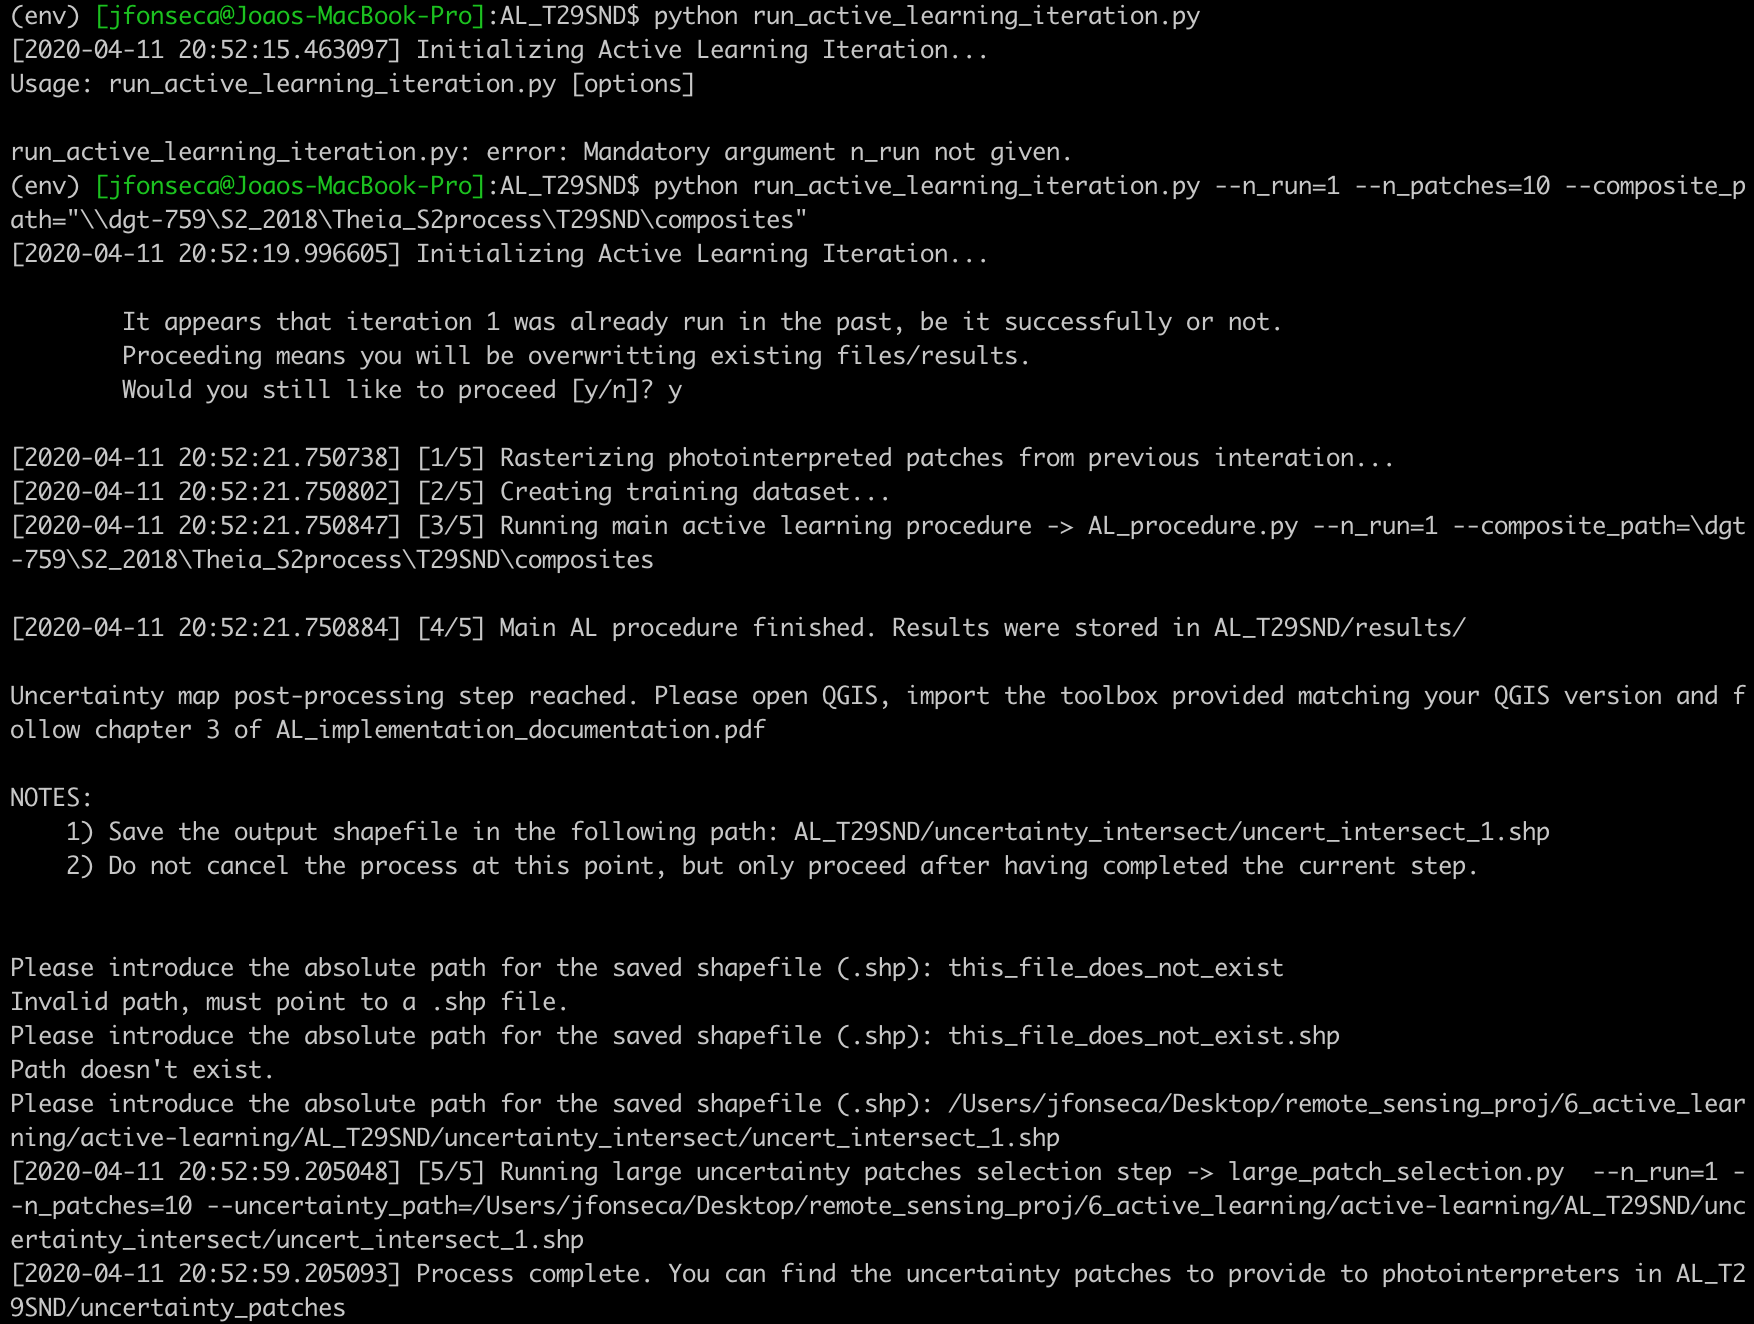 (env) [jfonseca@Joaos-MacBook-Pro]:AL_T29SND$ python run_active_learning_iteration.py
[2020-04-11 20:52:15.463097] Initializing Active Learning Iteration...
Usage: run_active_learning_iteration.py [options]

run_active_learning_iteration.py: error: Mandatory argument n_run not given.
(env) [jfonseca@Joaos-MacBook-Pro]:AL_T29SND$ python run_active_learning_iteration.py --n_run=1 --n_patches=10 --composite_p
ath="\\dgt-759\S2_2018\Theia_S2process\T29SND\composites"
[2020-04-11 20:52:19.996605] Initializing Active Learning Iteration...

        It appears that iteration 1 was already run in the past, be it successfully or not.
        Proceeding means you will be overwritting existing files/results.
        Would you still like to proceed [y/n]? y

[2020-04-11 20:52:21.750738] [1/5] Rasterizing photointerpreted patches from previous interation...
[2020-04-11 20:52:21.750802] [2/5] Creating training dataset...
[2020-04-11 20:52:21.750847] [3/5] Running main active learning procedure -> AL_procedure.py --n_run=1 --composite_path=\dgt
-759\S2_2018\Theia_S2process\T29SND\composites

[2020-04-11 20:52:21.750884] [4/5] Main AL procedure finished. Results were stored in AL_T29SND/results/

Uncertainty map post-processing step reached. Please open QGIS, import the toolbox provided matching your QGIS version and f
ollow chapter 3 of AL_implementation_documentation.pdf

NOTES:
    1) Save the output shapefile in the following path: AL_T29SND/uncertainty_intersect/uncert_intersect_1.shp
    2) Do not cancel the process at this point, but only proceed after having completed the current step.


Please introduce the absolute path for the saved shapefile (.shp): this_file_does_not_exist
Invalid path, must point to a .shp file.
Please introduce the absolute path for the saved shapefile (.shp): this_file_does_not_exist.shp
Path doesn't exist.
Please introduce the absolute path for the saved shapefile (.shp): /Users/jfonseca/Desktop/remote_sensing_proj/6_active_lear
ning/active-learning/AL_T29SND/uncertainty_intersect/uncert_intersect_1.shp
[2020-04-11 20:52:59.205048] [5/5] Running large uncertainty patches selection step -> large_patch_selection.py  --n_run=1 -
-n_patches=10 --uncertainty_path=/Users/jfonseca/Desktop/remote_sensing_proj/6_active_learning/active-learning/AL_T29SND/unc
ertainty_intersect/uncert_intersect_1.shp
[2020-04-11 20:52:59.205093] Process complete. You can find the uncertainty patches to provide to photointerpreters in AL_T2
9SND/uncertainty_patches